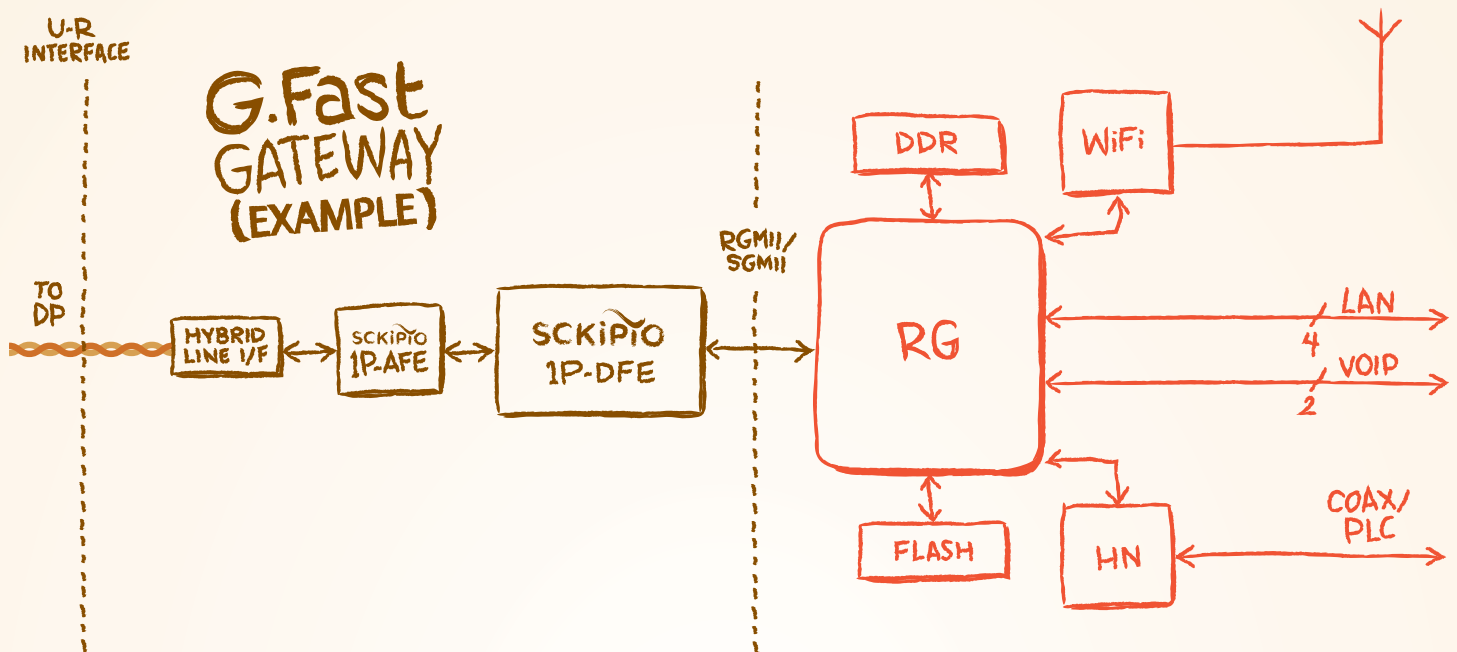 U-R
INTERFACE
G.Fast
GATEWAY
(EXAMPLE)
TO
DP
HYBRID
LINE I/F
SCKiPiO
1P-AFE
SCKiPiO
1P-DFE
RGMII/
SGMII
DDR
WiFi
RG
LAN
4
VOIP
2
FLASH
HN
COAX/
PLC